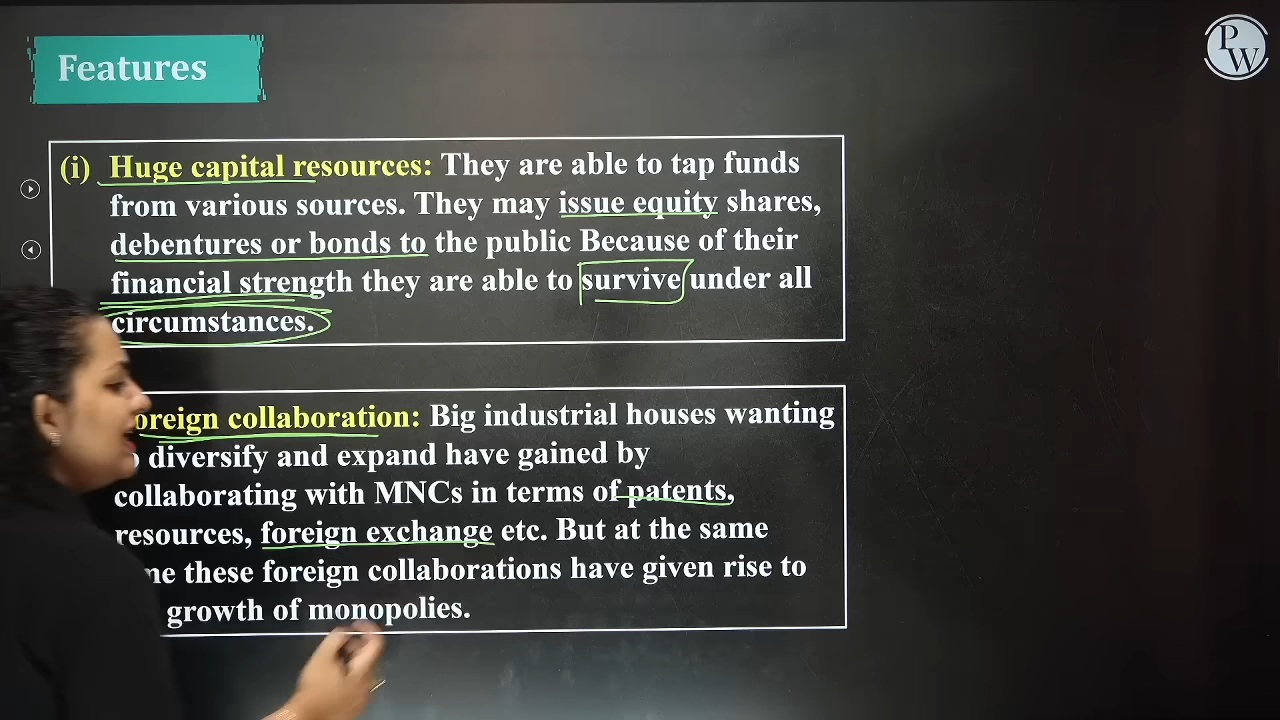 Features
PW
(i) Huge capital resources: They are able to tap funds
from various sources. They may issue equity shares,
debentures or bonds to the public Because of their
financial strength they are able to survive under all
circumstances.
oreign collaboration: Big industrial houses wanting
diversify and expand have gained by
collaborating with MNCs in terms of patents,
resources, foreign exchange etc. But at the same
me these foreign collaborations have given rise to
growth of monopolies.